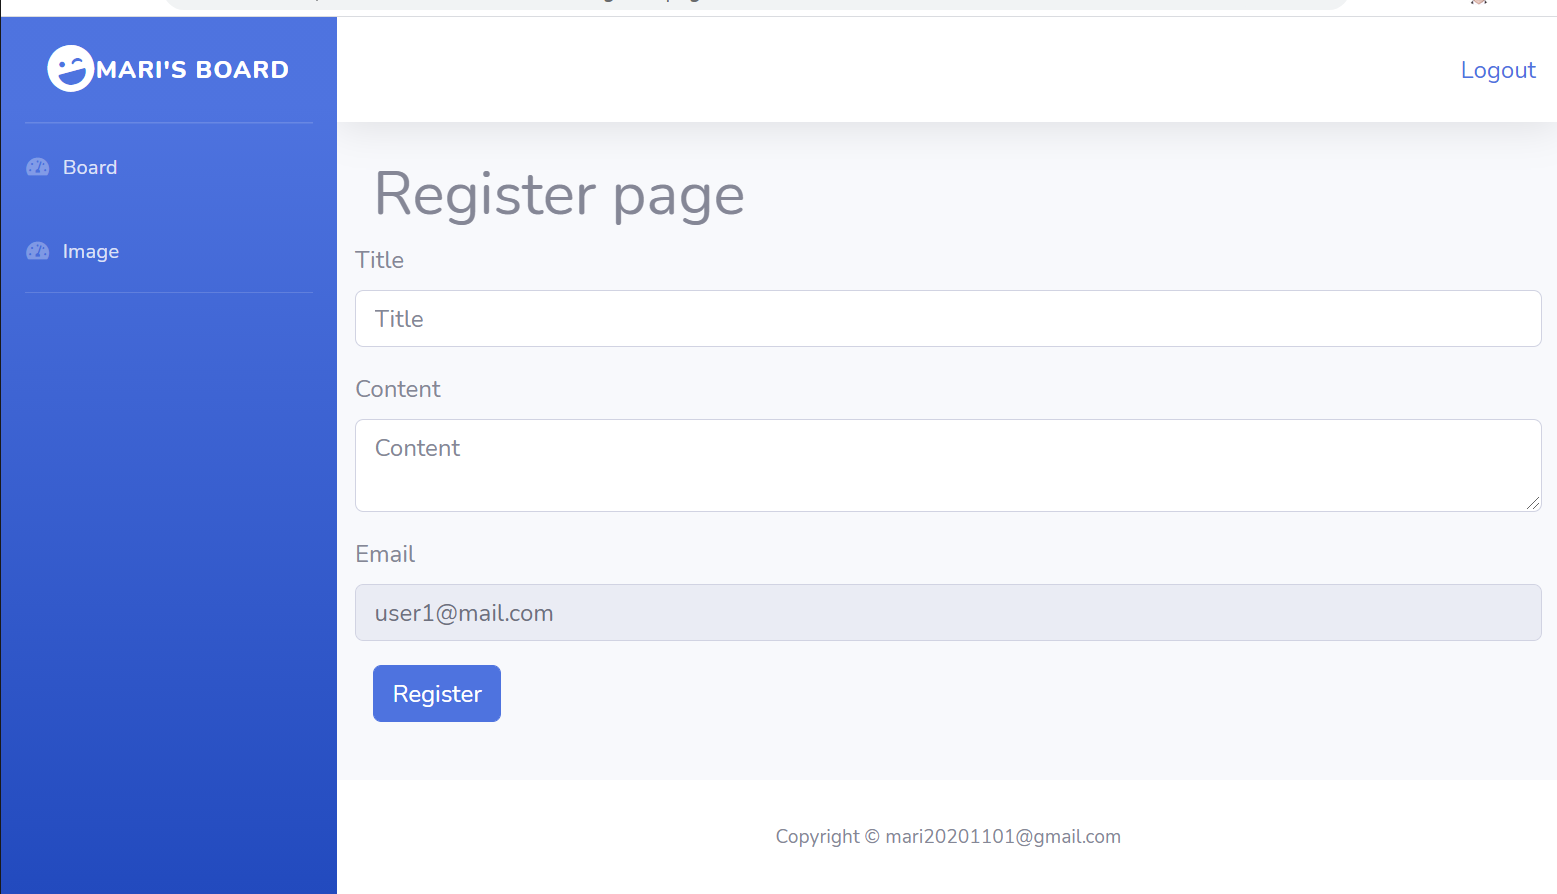 MARI'S BOARD
Logout
Board
Image
Register page
Title
Title
Content
Content
Email
user1@mail.com
Register
Copyright © mari20201101@gmail.com